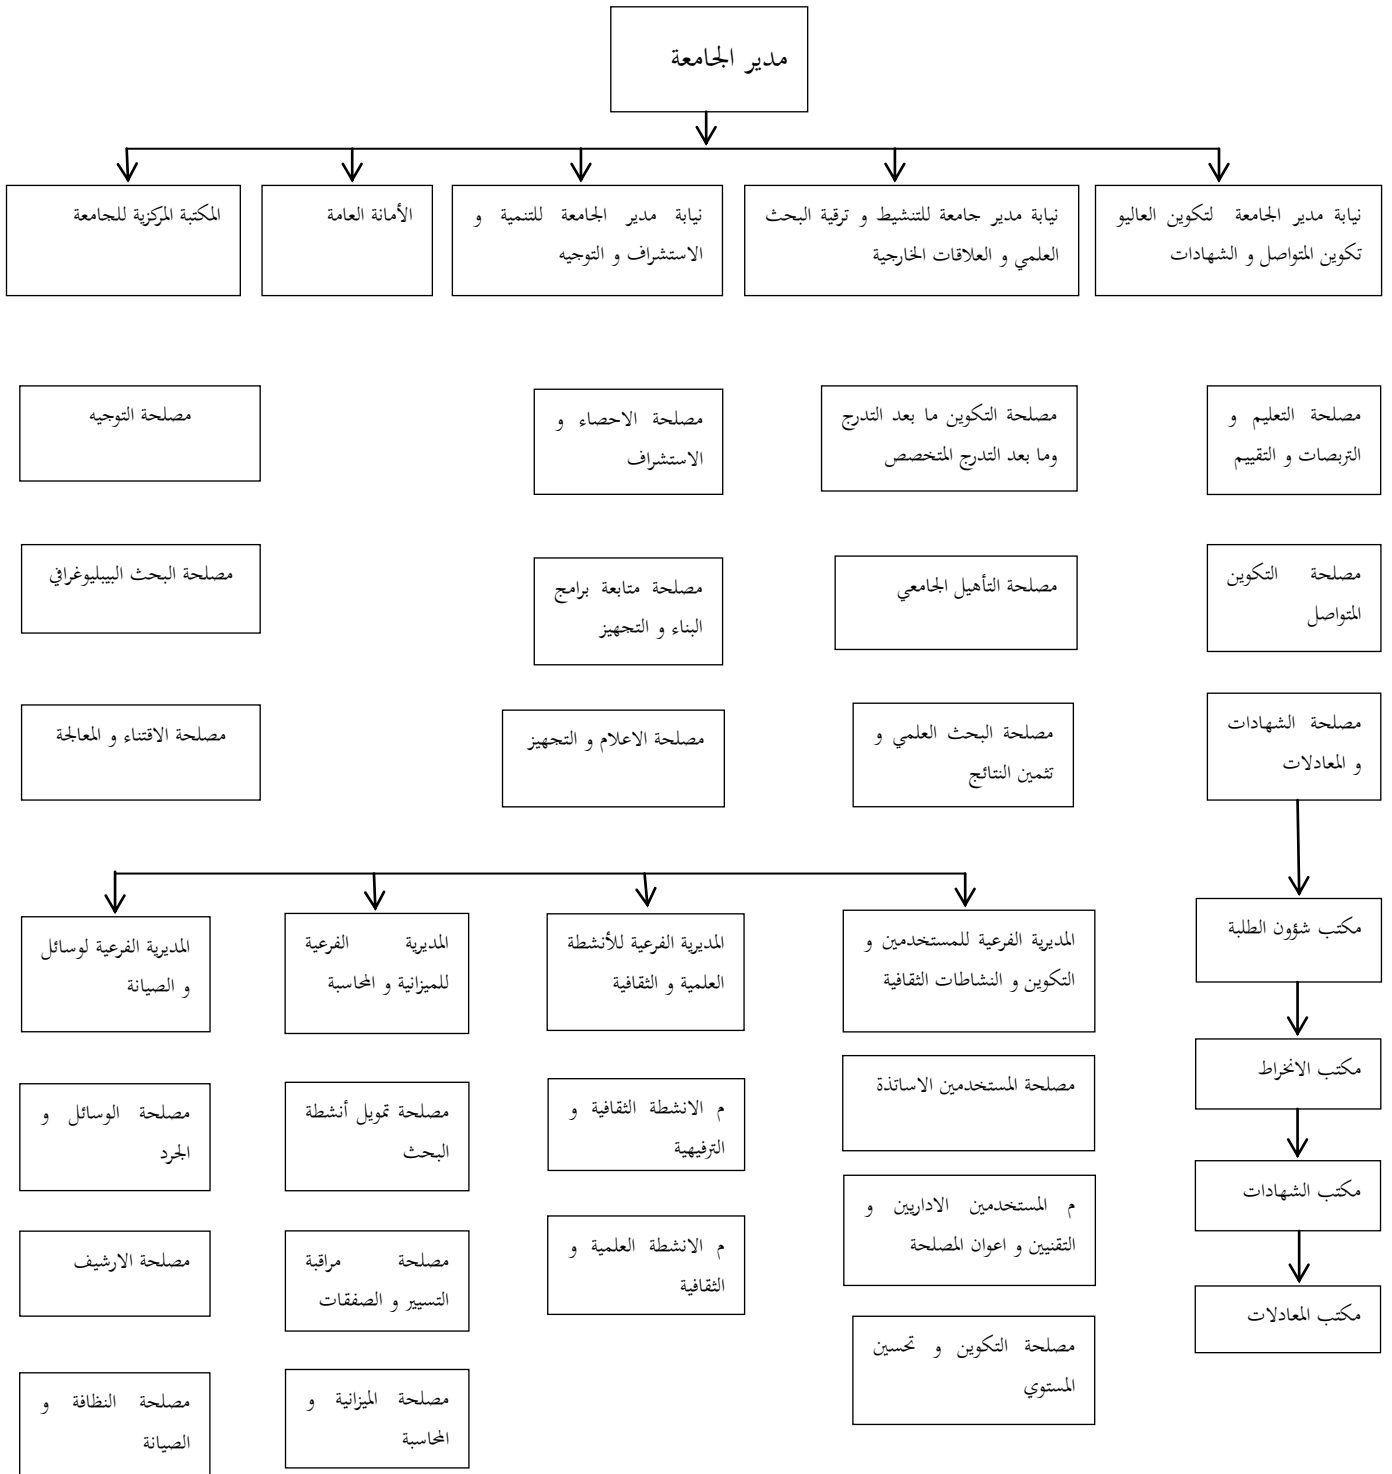 مدير الجامعة
نيابة مدير الجامعة لتكوين العاليو
تكوين المتواصل و الشهادات
نيابة مدير جامعة للتنشيط و ترقية البحث
العلمي و العلاقات الخارجية
نيابة مدير الجامعة للتنمية و
الاستشراف و التوجيه
الأمانة العامة
المكتبة المركزية للجامعة
مصلحة التعليم و
التربصات و التقييم
مصلحة التكوين ما بعد التدرج
وما بعد التدرج المتخصص
مصلحة الاحصاء و
الاستشراف
مصلحة التوجيه
مصلحة التكوين
المتواصل
مصلحة التأهيل الجامعي
مصلحة متابعة برامج
البناء و التجهيز
مصلحة البحث البيبليوغرافي
مصلحة الشهادات
و المعادلات
مصلحة البحث العلمي و
تثمين النتائج
مصلحة الاعلام و التجهيز
مصلحة الاقتناء و المعالجة
مكتب شؤون الطلبة
المديرية الفرعية للمستخدمين و
التكوين و النشاطات الثقافية
المديرية الفرعية للأنشطة
العلمية و الثقافية
المديرية الفرعية
للميزانية و المحاسبة
المديرية الفرعية لوسائل
و الصيانة
مكتب الانخراط
مصلحة المستخدمين الاساتذة
م الانشطة الثقافية و
الترفيهية
مصلحة تمويل أنشطة
البحث
مصلحة الوسائل و
الجرد
مكتب الشهادات
م المستخدمين الاداريين و
التقنيين و اعوان المصلحة
م الانشطة العلمية و
الثقافية
مصلحة مراقبة
التسيير و الصفقات
مصلحة الارشيف
مكتب المعادلات
مصلحة التكوين و تحسين
المستوي
مصلحة الميزانية و
المحاسبة
مصلحة النظافة و
الصيانة